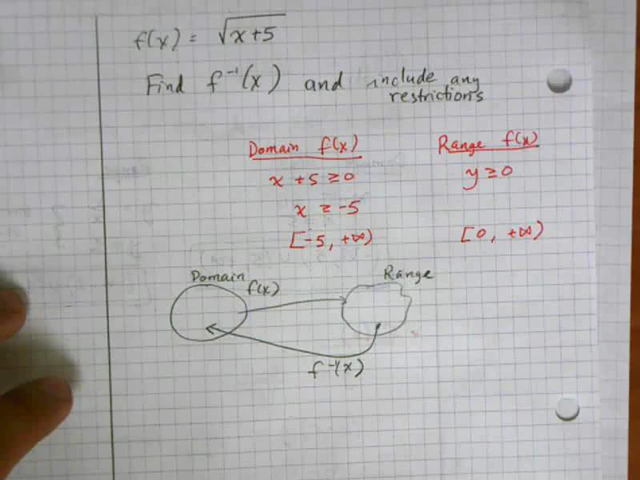 f(x) = √x+5
Find f⁻¹(x) and include any
restrictions
Domain f(x) Range f(x)
x + 5 ≥ 0 y ≥ 0
x ≥ -5
[-5, +∞) [0, +∞)
Domain Range
f(x)
f⁻¹(x)